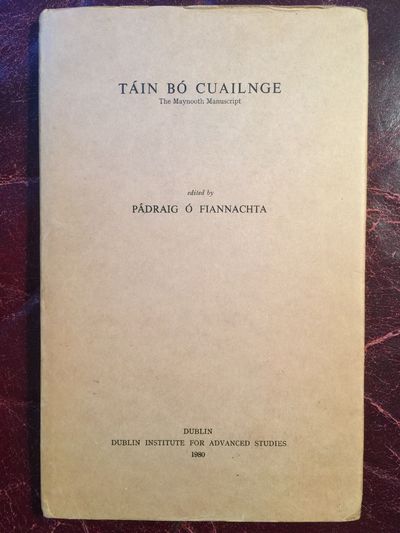 TÁIN BÓ CUAILNGE
The Maynooth Manuscript
edited by
PÁDRAIG Ó FIANNACHTA
DUBLIN
DUBLIN INSTITUTE FOR ADVANCED STUDIES
1980